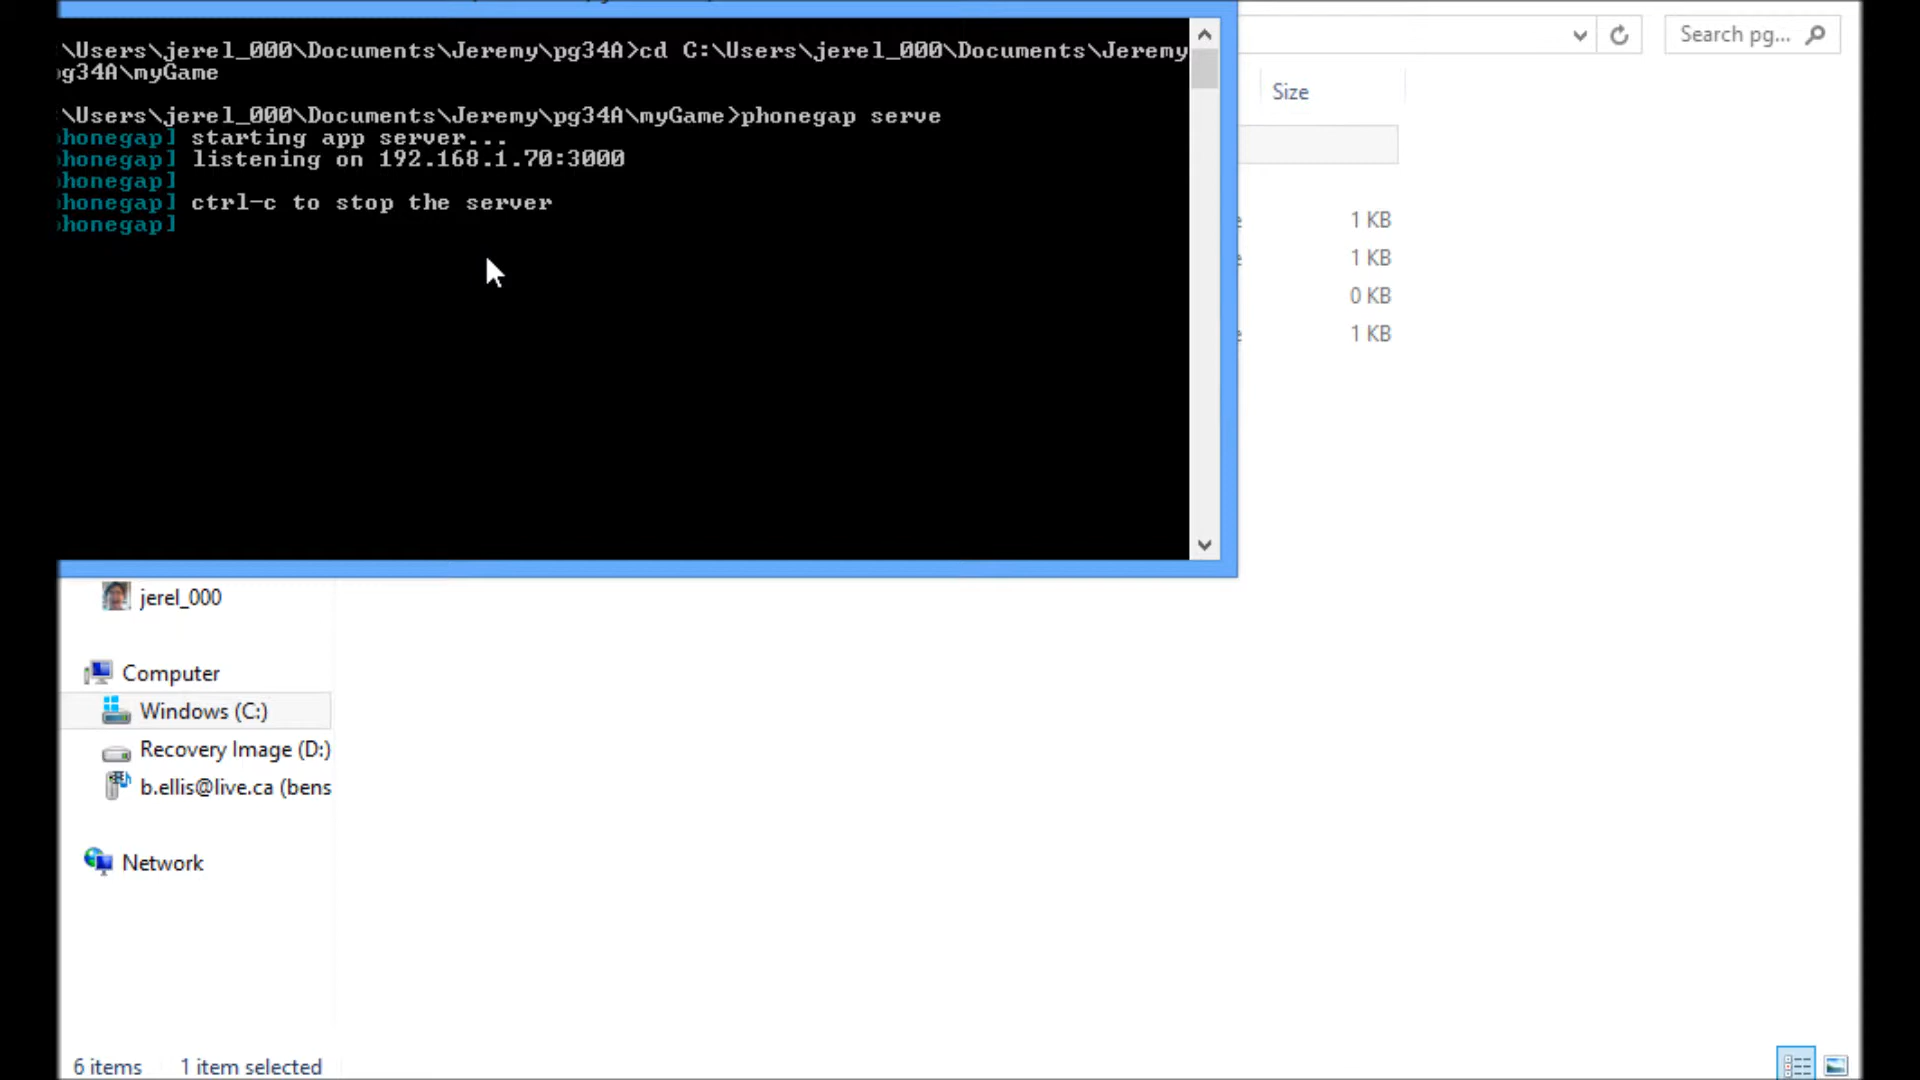 \Users\jerel_000\Documents\Jeremy\pg34A>cd C:\Users\jerel_000\Documents\Jeremy
pg34A\myGame
\Users\jerel_000\Documents\Jeremy\pg34A\myGame>phonegap serve
honegap] starting app server...
honegap] listening on 192.168.1.70:3000
honegap]
honegap] ctrl-c to stop the server
honegap]
Search pg...
Size
1 KB
1 KB
0 KB
1 KB
jerel_000
Computer
Windows (C:)
Recovery Image (D:)
b.ellis@live.ca (bens
Network
6 items 1 item selected